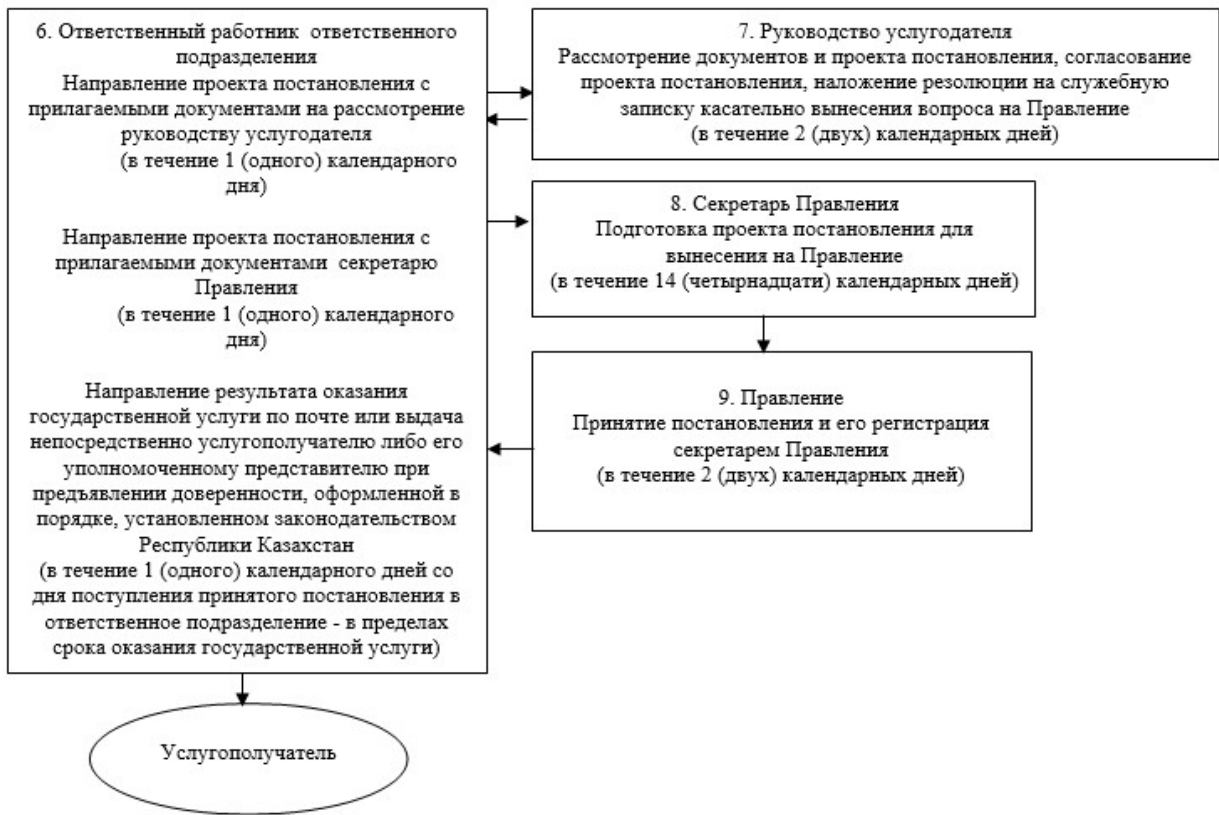 6. Ответственный работник ответственного
подразделения
Направление проекта постановления с
прилагаемыми документами на рассмотрение
руководству услугодателя
(в течение 1 (одного) календарного
дня)
Направление проекта постановления с
прилагаемыми документами секретарю
Правления
(в течение 1 (одного) календарного
дня)
Направление результата оказания
государственной услуги по почте или выдача
непосредственно услугополучателю либо его
уполномоченному представителю при
предъявлении доверенности, оформленной в
порядке, установленном законодательством
Республики Казахстан
(в течение 1 (одного) календарного дней со
дня поступления принятого постановления в
ответственное подразделение - в пределах
срока оказания государственной услуги)
7. Руководство услугодателя
Рассмотрение документов и проекта постановления, согласование
проекта постановления, наложение резолюции на служебную
записку касательно вынесения вопроса на Правление
(в течение 2 (двух) календарных дней)
8. Секретарь Правления
Подготовка проекта постановления для
вынесения на Правление
(в течение 14 (четырнадцати) календарных дней)
9. Правление
Принятие постановления и его регистрация
секретарем Правления
(в течение 2 (двух) календарных дней)
Услугополучатель